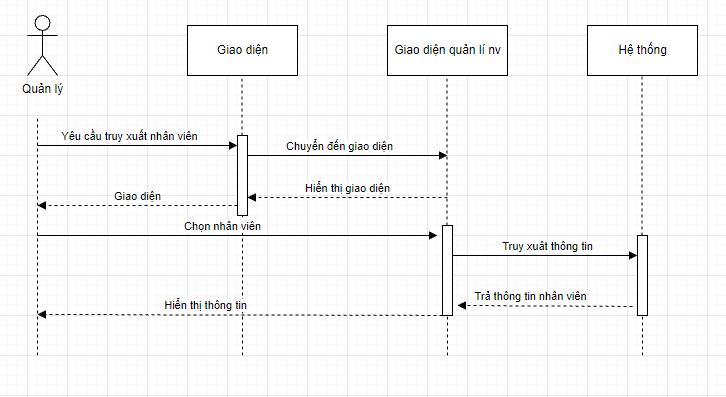 Giao diện
Giao diện quản lí nv
Hệ thống
Quản lý
Yêu cầu truy xuất nhân viên
Chuyển đến giao diện
Hiển thị giao diện
Giao diện
Chọn nhân viên
Truy xuất thông tin
Trả thông tin nhân viên
Hiển thị thông tin